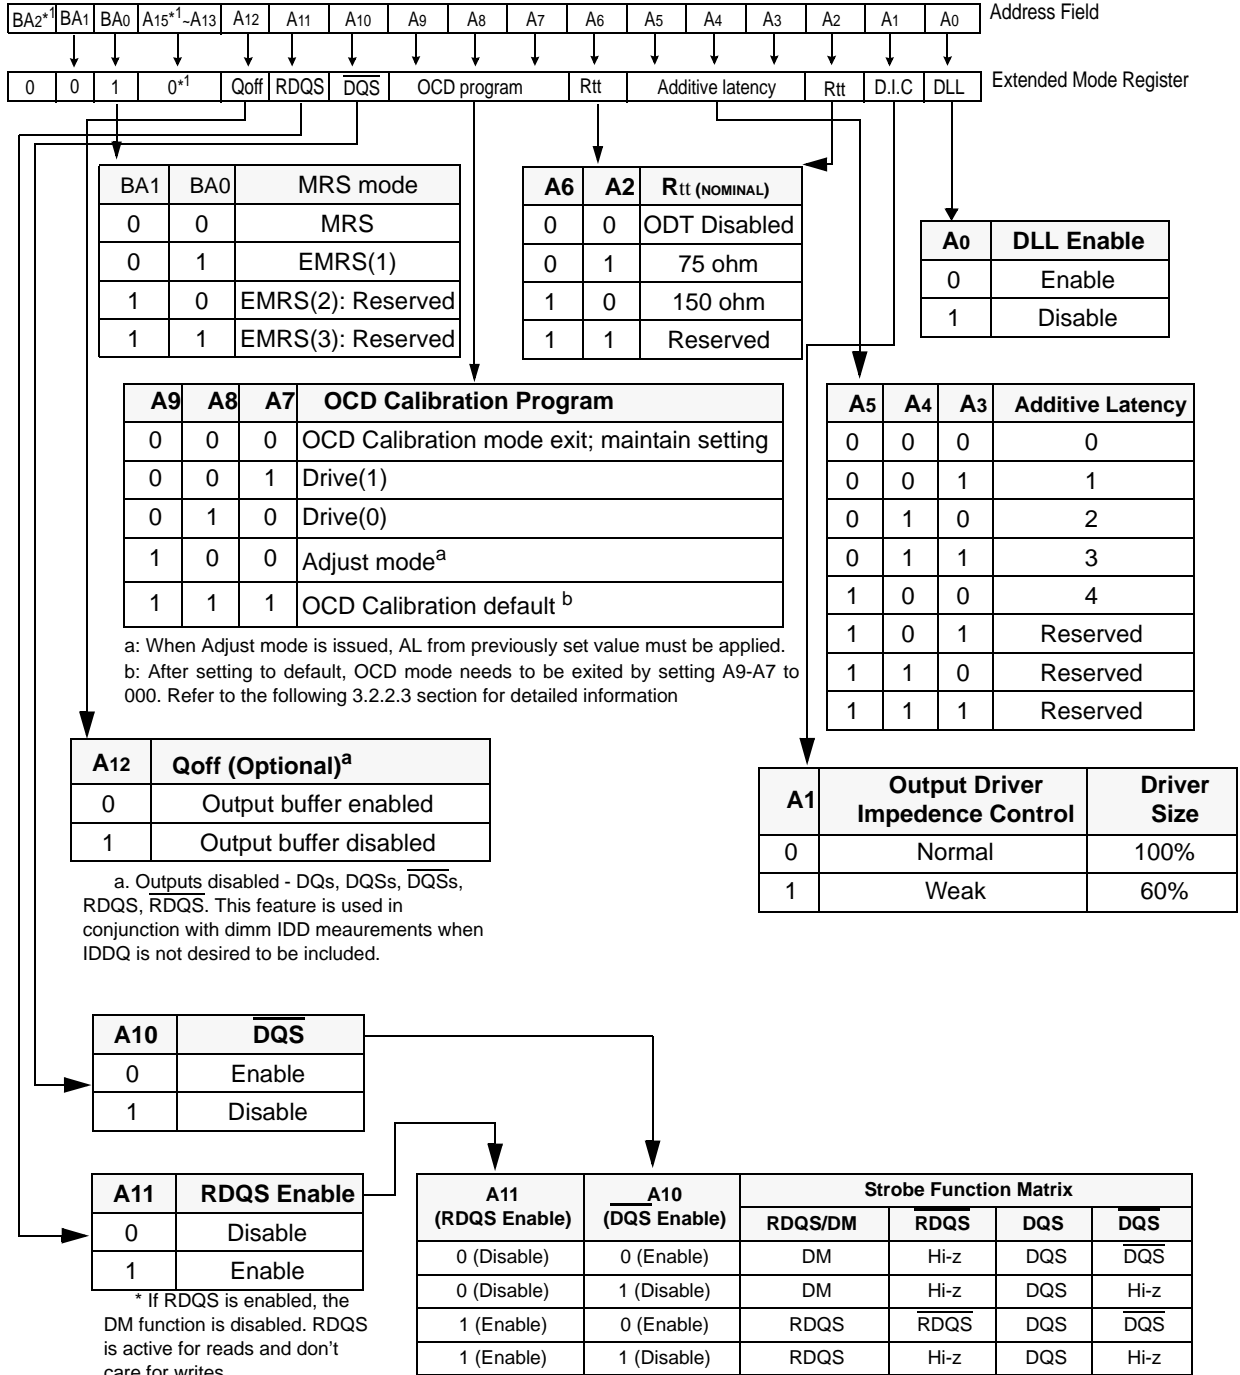 BA2*1 BA1 BA0 A15*1~A13 A12 A11 A10 A9 A8 A7 A6 A5 A4 A3 A2 A1 A0 Address Field
0 0 1 0*1 Qoff RDQS DQS OCD program Rtt Additive latency Rtt D.I.C DLL Extended Mode Register
BA1 BA0 MRS mode
0 0 MRS
0 1 EMRS(1)
1 0 EMRS(2): Reserved
1 1 EMRS(3): Reserved
A6 A2 Rtt (NOMINAL)
0 0 ODT Disabled
0 1 75 ohm
1 0 150 ohm
1 1 Reserved
A0 DLL Enable
0 Enable
1 Disable
A9 A8 A7 OCD Calibration Program
0 0 0 OCD Calibration mode exit; maintain setting
0 0 1 Drive(1)
0 1 0 Drive(0)
1 0 0 Adjust modea
1 1 1 OCD Calibration default b
a: When Adjust mode is issued, AL from previously set value must be applied.
b: After setting to default, OCD mode needs to be exited by setting A9-A7 to
000. Refer to the following 3.2.2.3 section for detailed information
A5 A4 A3 Additive Latency
0 0 0 0
0 0 1 1
0 1 0 2
0 1 1 3
1 0 0 4
1 0 1 Reserved
1 1 0 Reserved
1 1 1 Reserved
A12 Qoff (Optional)a
0 Output buffer enabled
1 Output buffer disabled
a. Outputs disabled - DQs, DQSs, DQSs,
RDQS, RDQS. This feature is used in
conjunction with dimm IDD meaurements when
IDDQ is not desired to be included.
A1 Output Driver Impedence Control Driver Size
0 Normal 100%
1 Weak 60%
A10 DQS
0 Enable
1 Disable
A11 RDQS Enable
0 Disable
1 Enable
* If RDQS is enabled, the
DM function is disabled. RDQS
is active for reads and don't
care for writes
A11 (RDQS Enable) A10 (DQS Enable) Strobe Function Matrix
RDQS/DM RDQS DQS DQS
0 (Disable) 0 (Enable) DM Hi-z DQS DQS
0 (Disable) 1 (Disable) DM Hi-z DQS Hi-z
1 (Enable) 0 (Enable) RDQS RDQS DQS DQS
1 (Enable) 1 (Disable) RDQS Hi-z DQS Hi-z